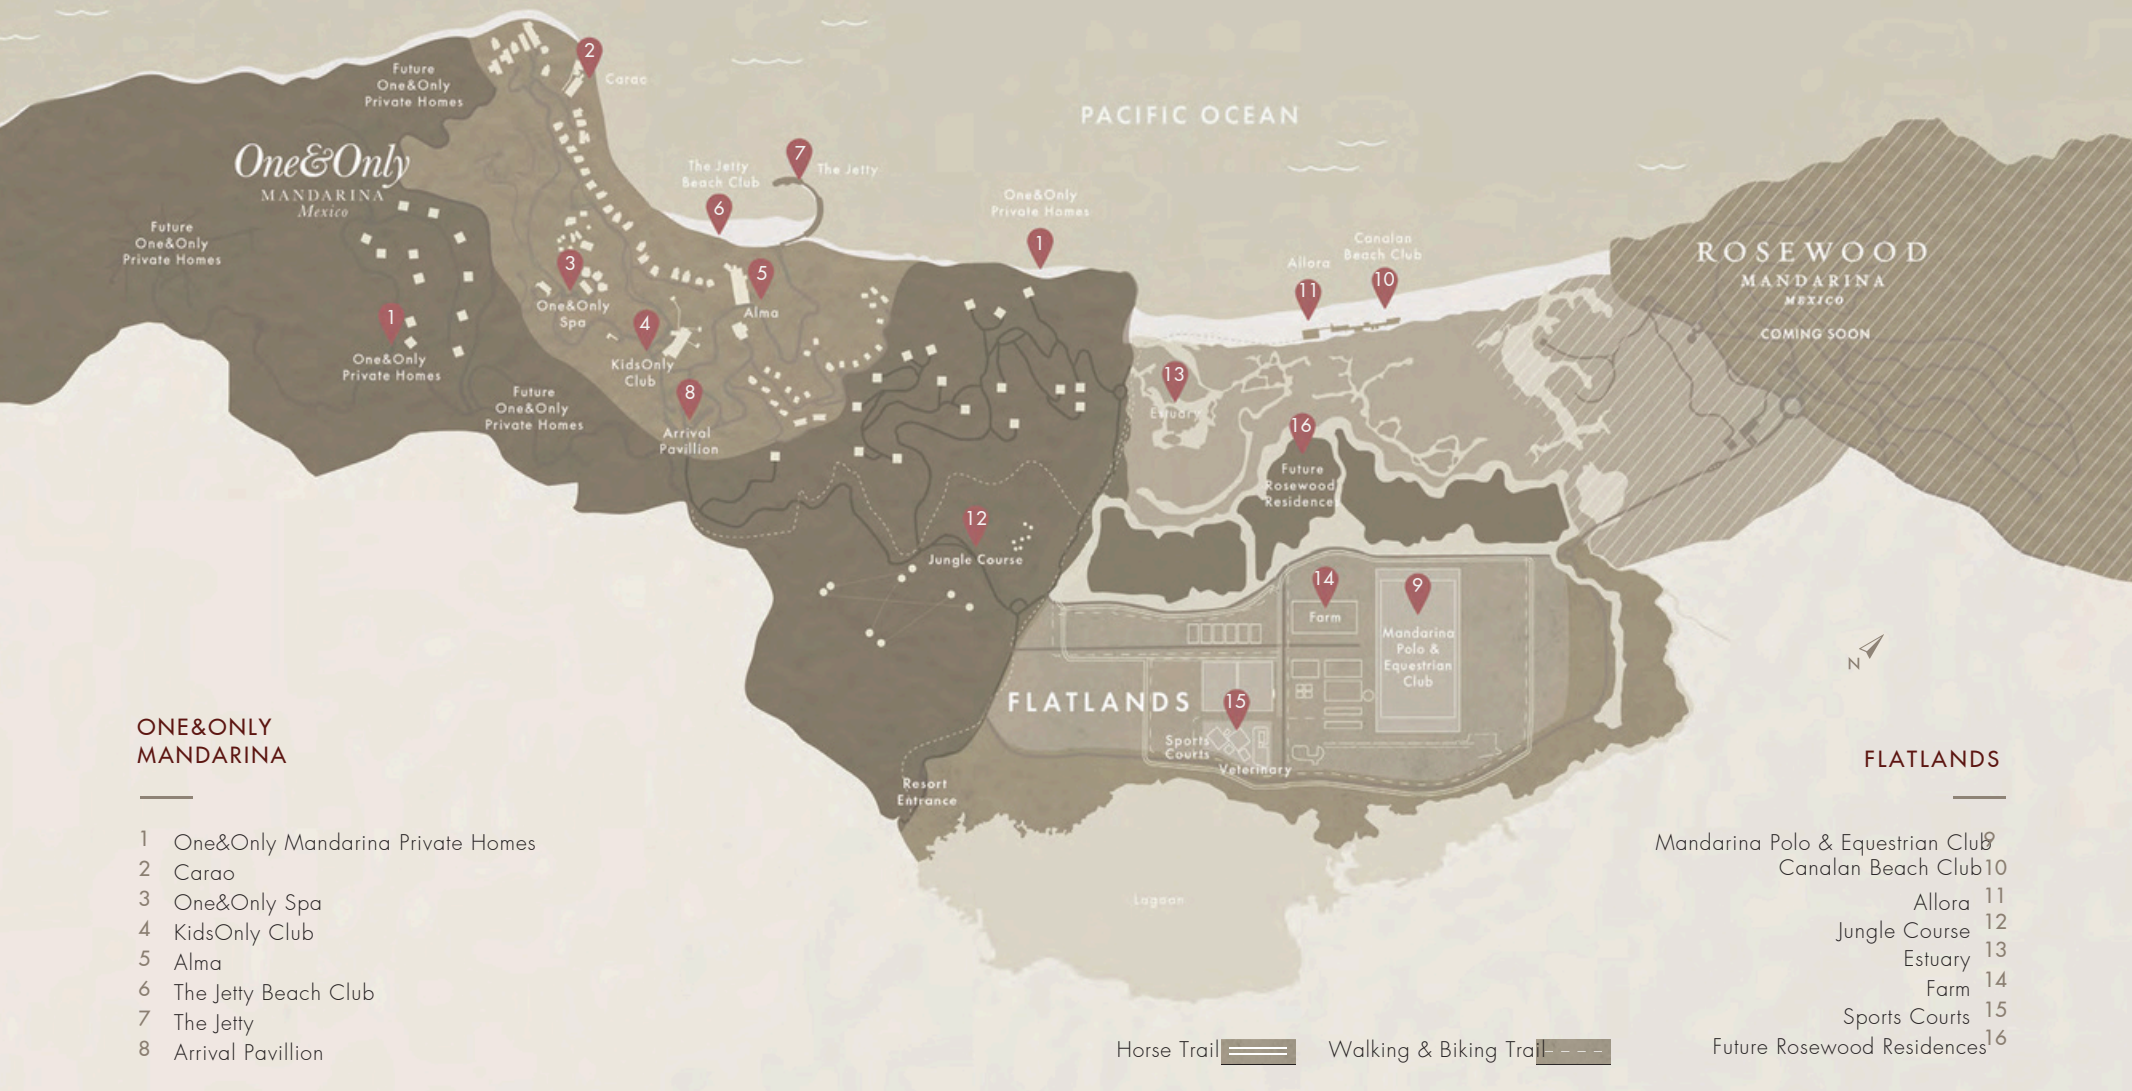 2
Carao
Future
One&Only
Private Homes
PACIFIC OCEAN
One&Only
MANDARINA
Mexico
7
The Jetty
The Jetty
Beach Club
6
One&Only
Private Homes
1
Future
One&Only
Private Homes
3
One&Only
Spa
5
Alma
4
KidsOnly
Club
1
One&Only
Private Homes
8
Arrival
Pavillion
Future
One&Only
Private Homes
Canalan
Beach Club
10
Allora
11
ROSEWOOD
MANDARINA
MEXICO
COMING SOON
13
Estuary
16
Future
Rosewood
Residences
12
Jungle Course
14
Farm
9
Mandarina
Polo &
Equestrian
Club
FLATLANDS
15
Sports
Courts
Veterinary
Resort
Entrance
Lagoon
N
ONE&ONLY
MANDARINA
1 One&Only Mandarina Private Homes
2 Carao
3 One&Only Spa
4 KidsOnly Club
5 Alma
6 The Jetty Beach Club
7 The Jetty
8 Arrival Pavillion
FLATLANDS
Mandarina Polo & Equestrian Club 9
Canalan Beach Club 10
Allora 11
Jungle Course 12
Estuary 13
Farm 14
Sports Courts 15
Future Rosewood Residences 16
Horse Trail
Walking & Biking Trail